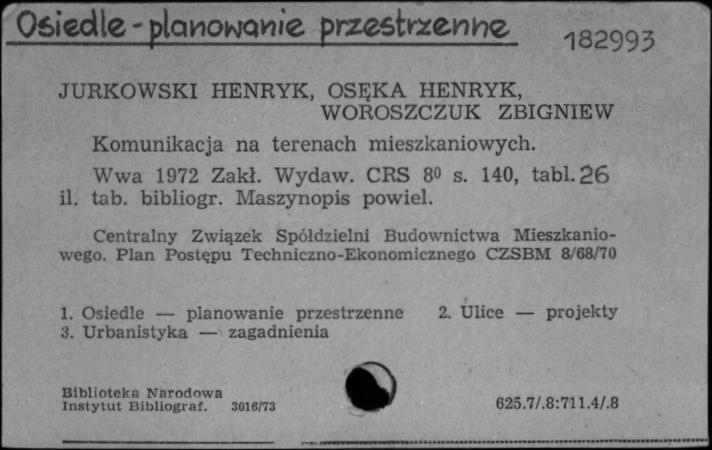 Osiedle - planowanie przestrzenne
182993
JURKOWSKI HENRYK, OSĘKA HENRYK,
WOROSZCZUK ZBIGNIEW
Komunikacja na terenach mieszkaniowych.
Wwa 1972 Zakł. Wydaw. CRS 8⁰ s. 140, tabl. 26
il. tab. bibliogr. Maszynopis powiel.
Centralny Związek Spółdzielni Budownictwa Mieszkanio-
wego. Plan Postępu Techniczno-Ekonomicznego CZSBM 8/68/70
1. Osiedle — planowanie przestrzenne 2. Ulice — projekty
3. Urbanistyka — zagadnienia
Biblioteka Narodowa
Instytut Bibliograf. 3016/73
625.7/.8:711.4/.8